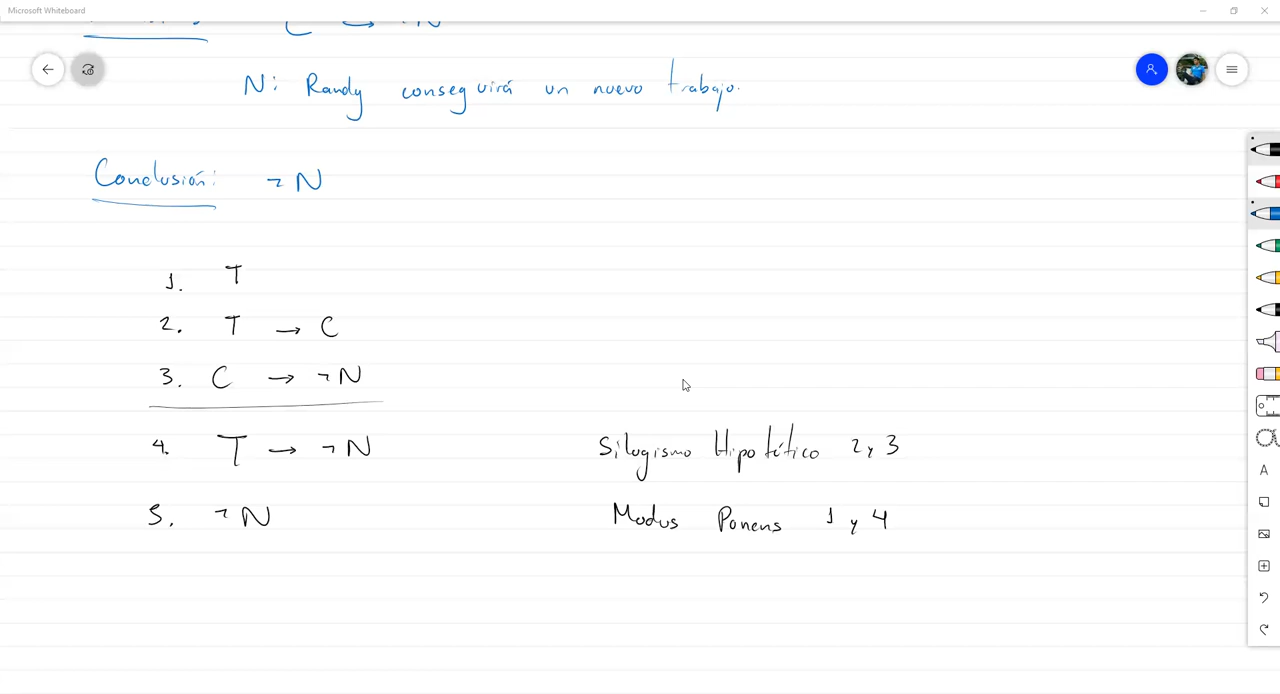 Microsoft Whiteboard
C → ¬N
N: Randy conseguirá un nuevo trabajo.
Conclusión: ¬N
1. T
2. T → C
3. C → ¬N
4. T → ¬N Silogismo Hipotético 2 y 3
5. ¬N Modus Ponens 1 y 4
A